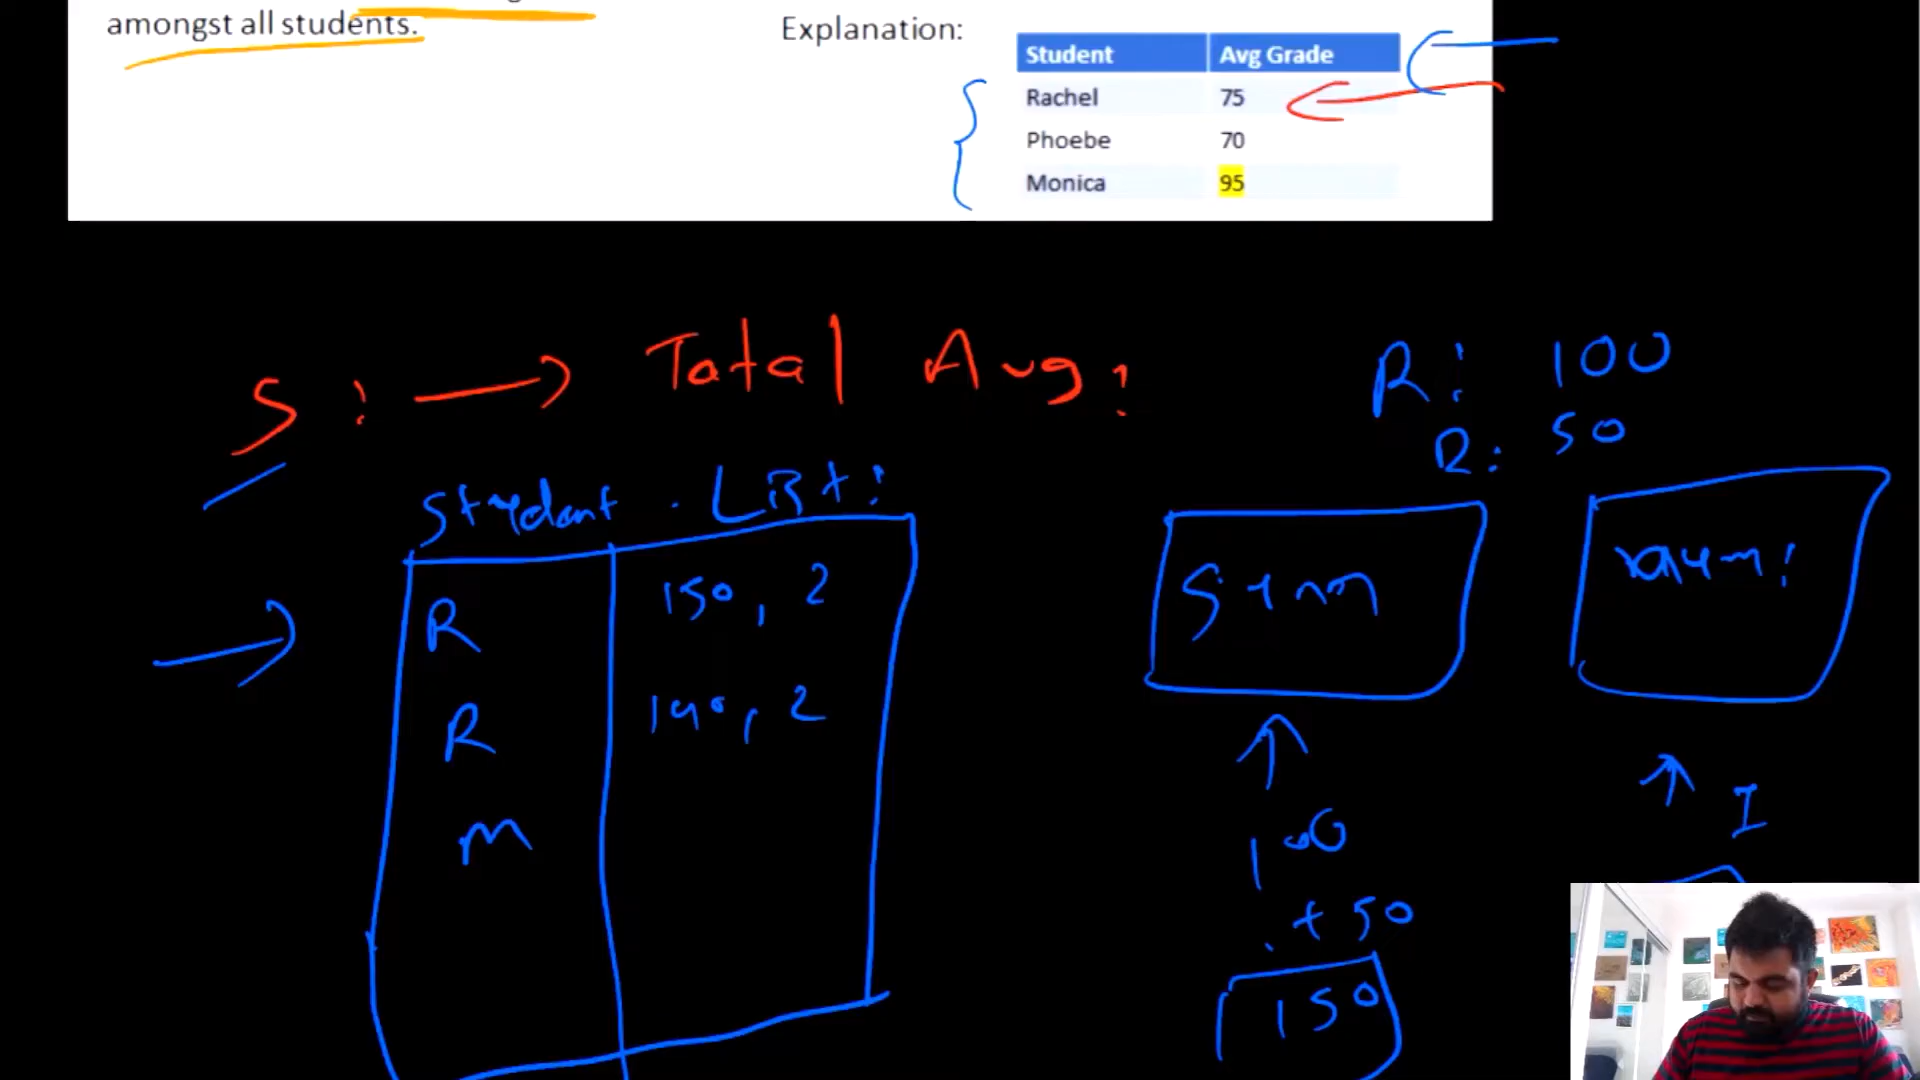 amongst all students.
Explanation:
Student Avg Grade
Rachel 75
Phoebe 70
Monica 95
S : → Total Avg :
R : 100
R : 50
Student . List :
R 150, 2
R 140, 2
m
Sum
100
+ 50
150
I